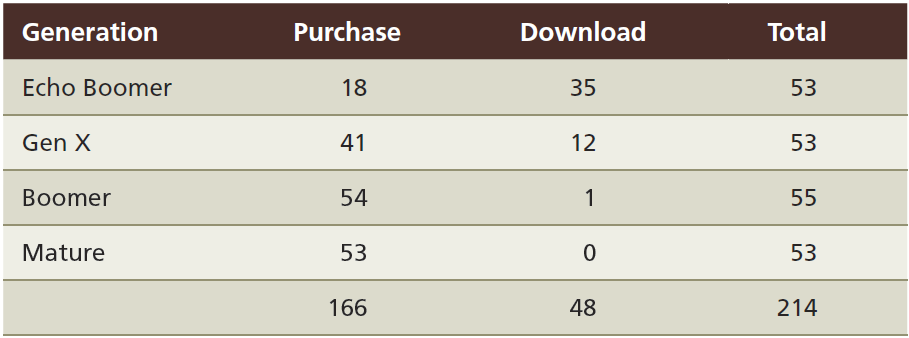 Generation Purchase Download Total
Echo Boomer 18 35 53
Gen X 41 12 53
Boomer 54 1 55
Mature 53 0 53
166 48 214